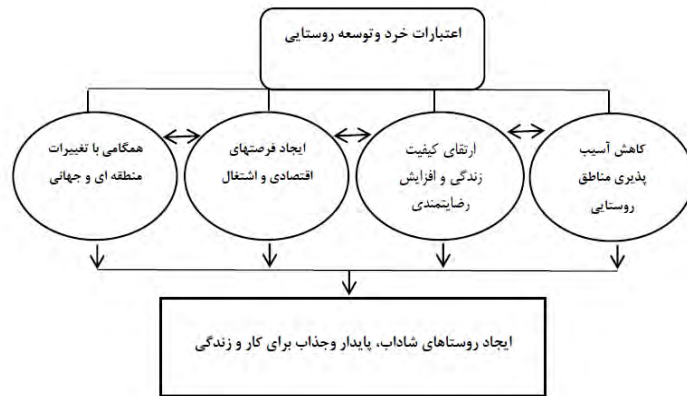 اعتبارات خرد وتوسعه روستایی
کاهش آسیب
پذیری مناطق
روستایی
ارتقای کیفیت
زندگی و افزایش
رضایتمندی
ایجاد فرصتهای
اقتصادی و اشتغال
همگامی با تغییرات
منطقه ای و جهانی
ایجاد روستاهای شاداب، پایدار وجذاب برای کار و زندگی